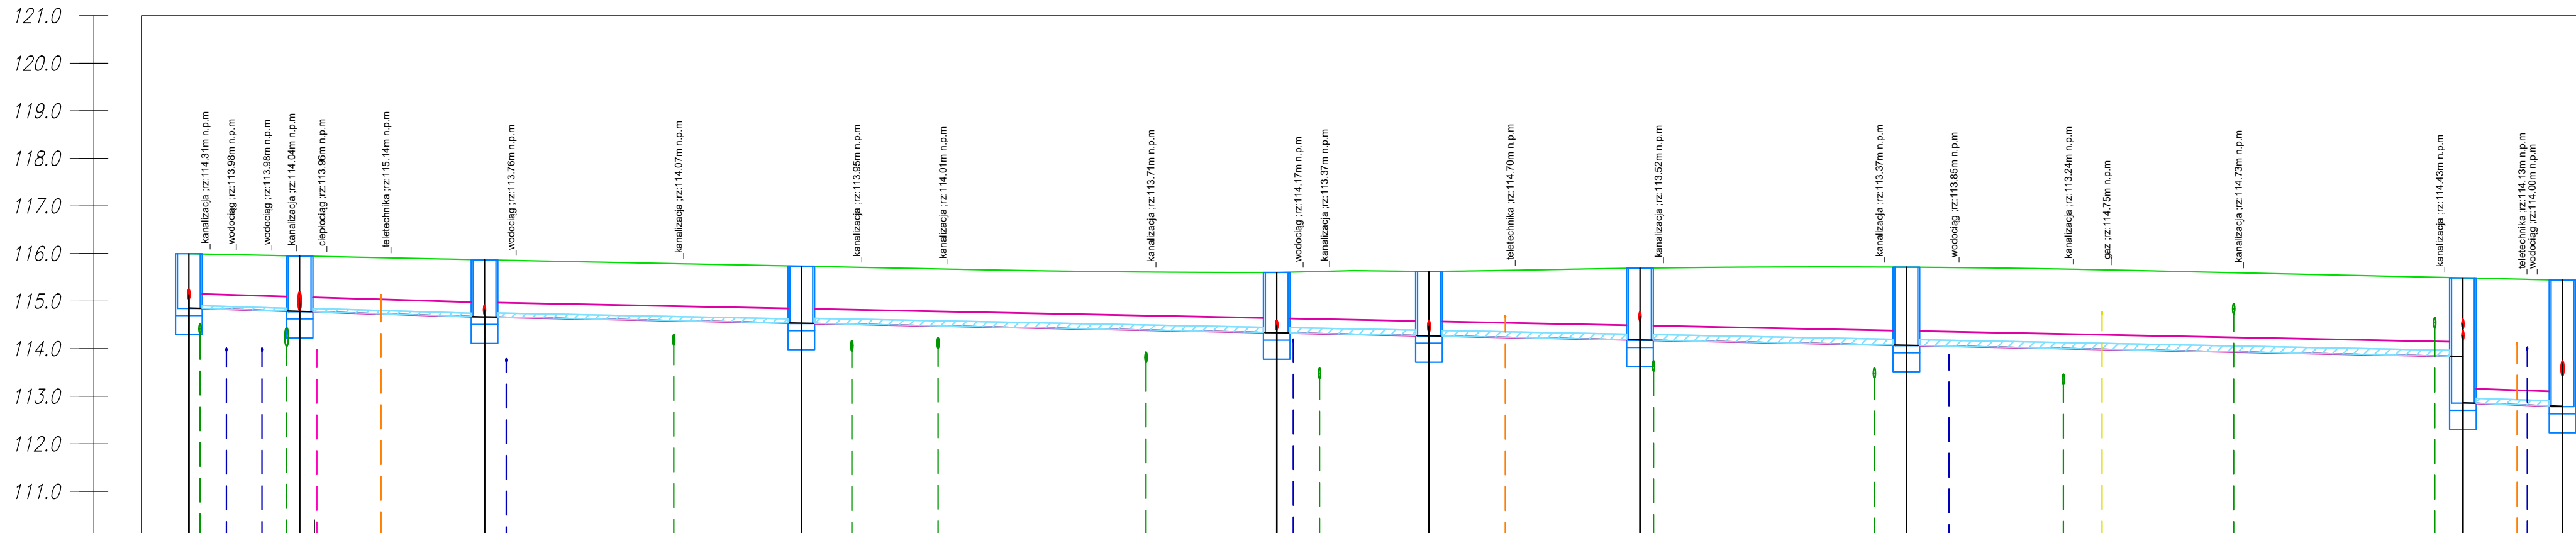 121.0
120.0
119.0
118.0
117.0
116.0
115.0
114.0
113.0
112.0
111.0
_kanalizacja ;rz:114.31m n.p.m
_wodociąg ;rz:113.98m n.p.m
_wodociąg ;rz:113.98m n.p.m
_kanalizacja ;rz:114.04m n.p.m
_ciepłociąg ;rz:113.96m n.p.m
_teletechnika ;rz:115.14m n.p.m
_wodociąg ;rz:113.76m n.p.m
_kanalizacja ;rz:114.07m n.p.m
_kanalizacja ;rz:113.95m n.p.m
_kanalizacja ;rz:114.01m n.p.m
_kanalizacja ;rz:113.71m n.p.m
_wodociąg ;rz:114.17m n.p.m
_kanalizacja ;rz:113.37m n.p.m
_teletechnika ;rz:114.70m n.p.m
_kanalizacja ;rz:113.52m n.p.m
_kanalizacja ;rz:113.37m n.p.m
_wodociąg ;rz:113.85m n.p.m
_kanalizacja ;rz:113.24m n.p.m
_gaz ;rz:114.75m n.p.m
_kanalizacja ;rz:114.73m n.p.m
_kanalizacja ;rz:114.43m n.p.m
_teletechnika ;rz:114.13m n.p.m
_wodociąg ;rz:114.00m n.p.m